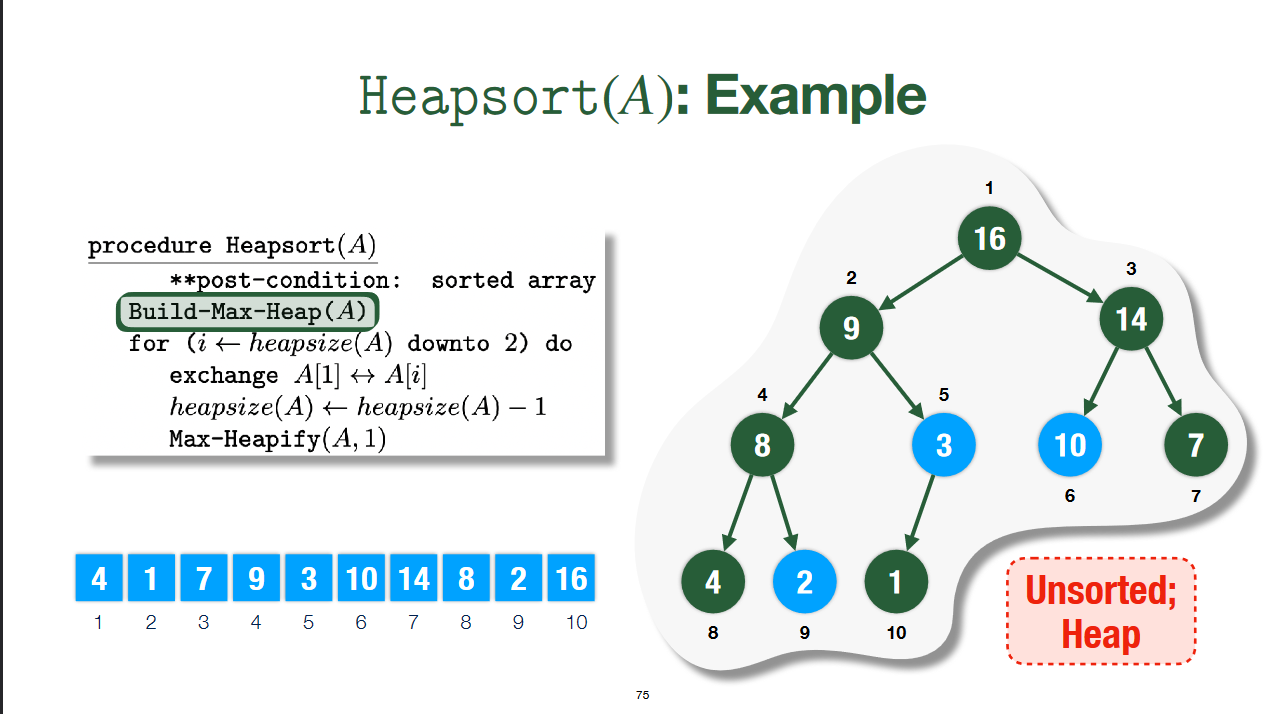 Heapsort(A): Example
procedure Heapsort(A)
**post-condition: sorted array
Build-Max-Heap(A)
for (i ← heapsize(A) downto 2) do
exchange A[1] ↔ A[i]
heapsize(A) ← heapsize(A) − 1
Max-Heapify(A, 1)
4 1 7 9 3 10 14 8 2 16
1 2 3 4 5 6 7 8 9 10
1
16
2 3
9 14
4 5
8 3 10 7
6 7
4 2 1
8 9 10
Unsorted;
Heap
75